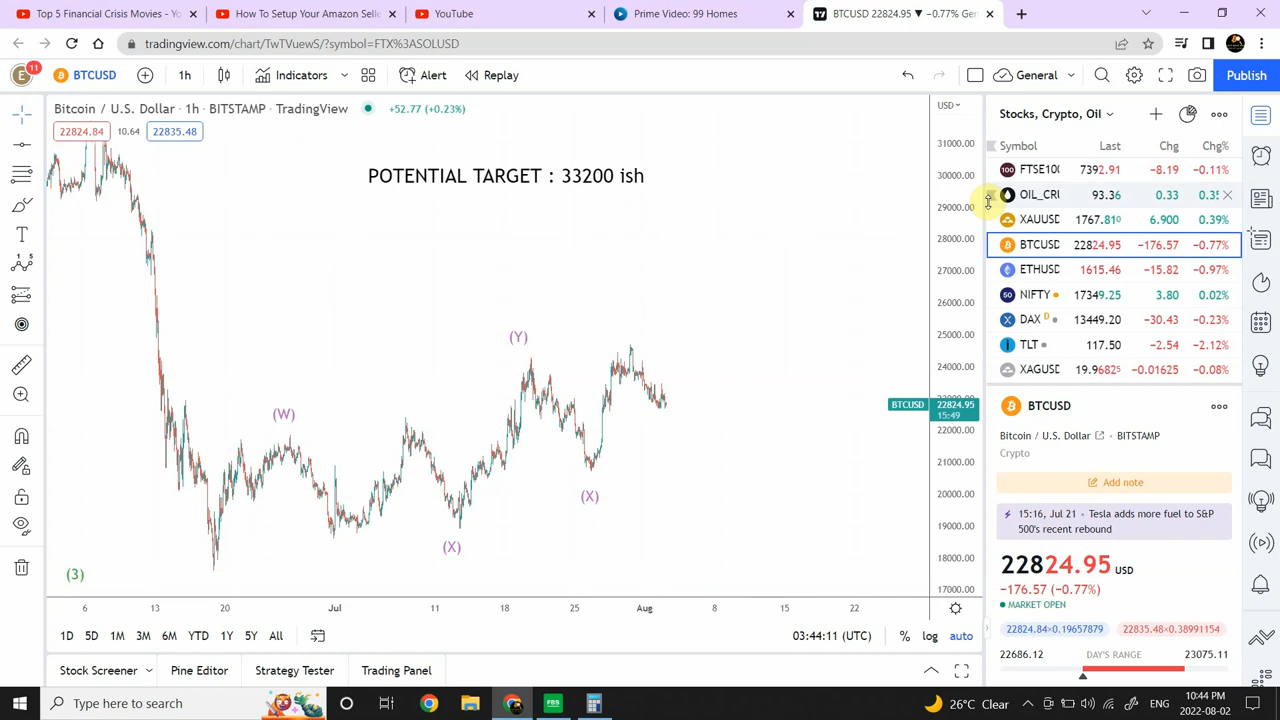 Top 5 Financial Crisis Movies - Yo
How To Setup Your Amazon Selle
YouTube
Prime Video: 99 Homes
BTCUSD 22824.95 ▼ −0.77% Gen
tradingview.com/chart/TwTVuewS/?symbol=FTX%3ASOLUSD
E
11
BTCUSD
1h
Indicators
Alert
Replay
General
Publish
Bitcoin / U.S. Dollar · 1h · BITSTAMP · TradingView
+52.77 (+0.23%)
USD
22824.84
10.64
22835.48
POTENTIAL TARGET : 33200 ish
31000.00
30000.00
29000.00
28000.00
27000.00
26000.00
25000.00
24000.00
23000.00
BTCUSD
22824.95
15:49
22000.00
21000.00
20000.00
19000.00
18000.00
17000.00
(W)
(Y)
(X)
(X)
(3)
6
13
20
Jul
11
18
25
Aug
8
15
22
1D
5D
1M
3M
6M
YTD
1Y
5Y
All
03:44:11 (UTC)
%
log
auto
Stock Screener
Pine Editor
Strategy Tester
Trading Panel
Stocks, Crypto, Oil
Symbol
Last
Chg
Chg%
100
FTSE100
7392.91
−8.19
−0.11%
OIL_CRU
93.36
0.33
0.35
XAUUSD
1767.810
6.900
0.39%
BTCUSD
22824.95
−176.57
−0.77%
ETHUSD
1615.46
−15.82
−0.97%
50
NIFTY
17349.25
3.80
0.02%
DAX
D
13449.20
−30.43
−0.23%
TLT
117.50
−2.54
−2.12%
XAGUSD
19.96825
−0.01625
−0.08%
BTCUSD
Bitcoin / U.S. Dollar
BITSTAMP
Crypto
Add note
15:16, Jul 21 • Tesla adds more fuel to S&P
500's recent rebound
22824.95 USD
−176.57 (−0.77%)
MARKET OPEN
22824.84×0.19657879
22835.48×0.38991154
22686.12
DAY'S RANGE
23075.11
Type here to search
FBS
26°C Clear
ENG
10:44 PM
2022-08-02